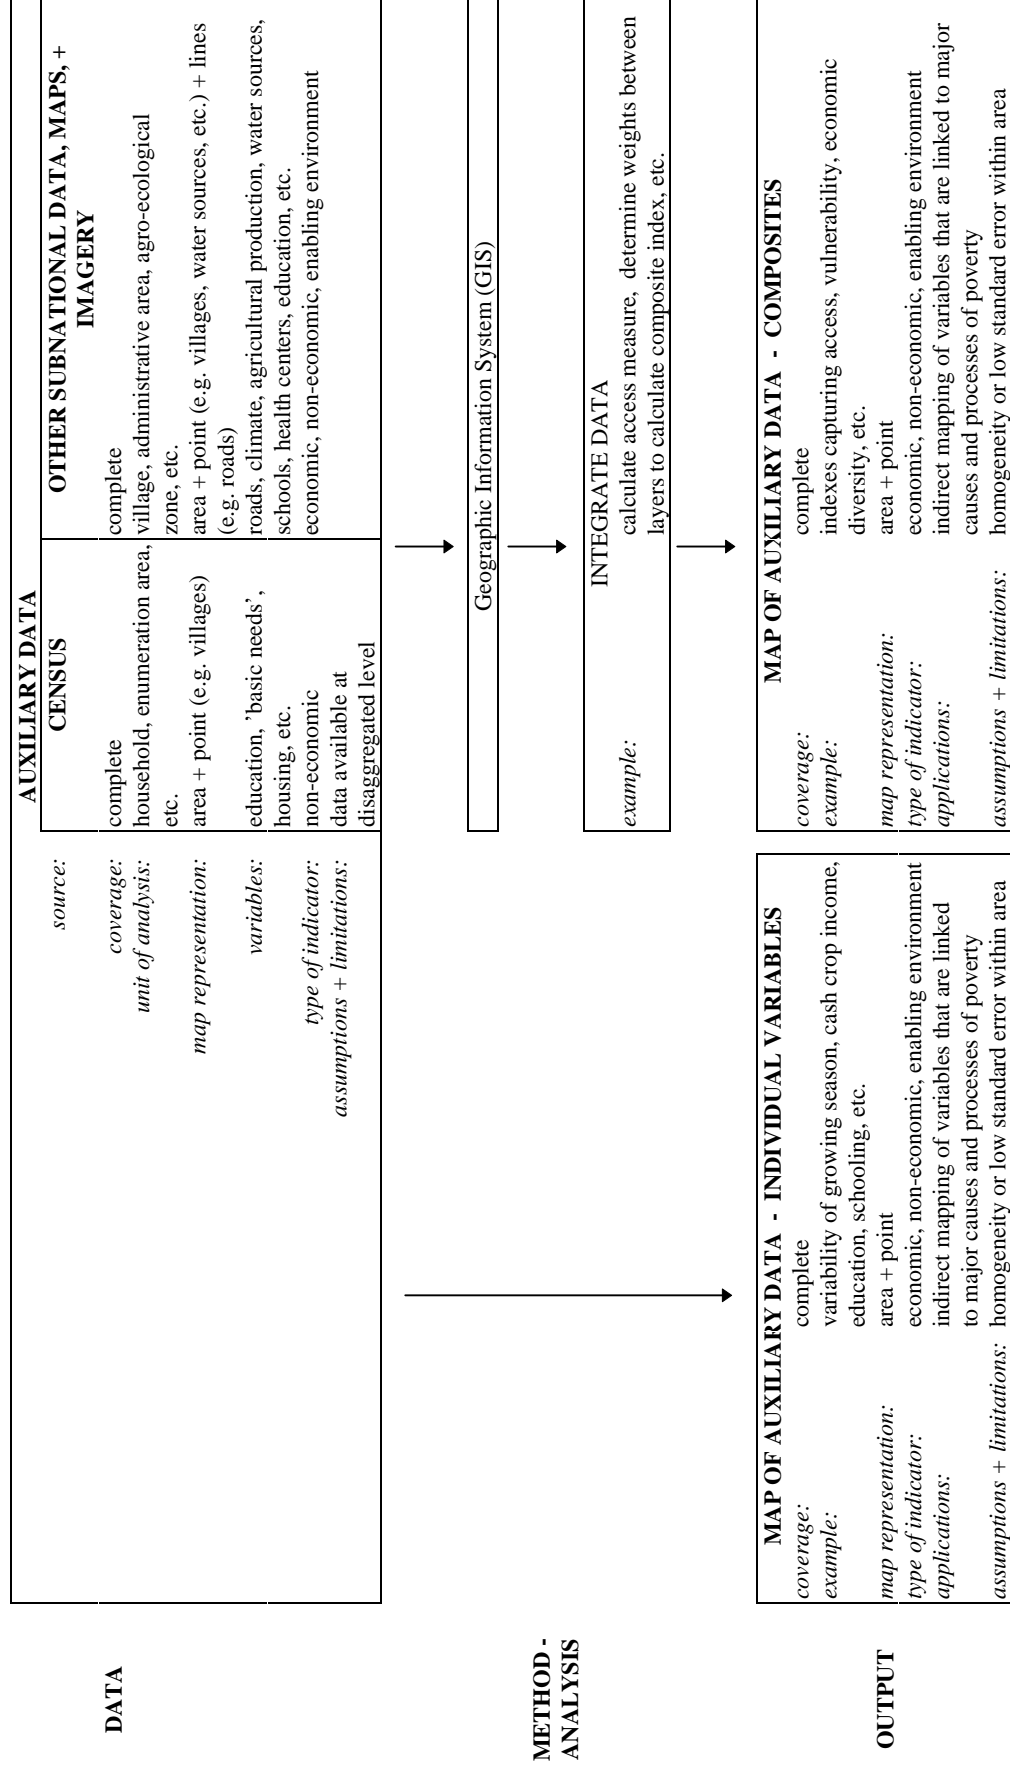 DATA
AUXILIARY DATA
source:
CENSUS
OTHER SUBNATIONAL DATA, MAPS, +
IMAGERY
coverage:
complete
complete
unit of analysis:
household, enumeration area,
etc.
village, administrative area, agro-ecological
zone, etc.
map representation:
area + point (e.g. villages)
area + point (e.g. villages, water sources, etc.) + lines
(e.g. roads)
variables:
education, 'basic needs',
housing, etc.
roads, climate, agricultural production, water sources,
schools, health centers, education, etc.
type of indicator:
non-economic
economic, non-economic, enabling environment
assumptions + limitations:
data available at
disaggregated level
METHOD -
ANALYSIS
Geographic Information System (GIS)
INTEGRATE DATA
example:
calculate access measure, determine weights between
layers to calculate composite index, etc.
OUTPUT
MAP OF AUXILIARY DATA - INDIVIDUAL VARIABLES
coverage:
complete
example:
variability of growing season, cash crop income,
education, schooling, etc.
map representation:
area + point
type of indicator:
economic, non-economic, enabling environment
applications:
indirect mapping of variables that are linked
to major causes and processes of poverty
assumptions + limitations:
homogeneity or low standard error within area
MAP OF AUXILIARY DATA - COMPOSITES
coverage:
complete
example:
indexes capturing access, vulnerability, economic
diversity, etc.
map representation:
area + point
type of indicator:
economic, non-economic, enabling environment
applications:
indirect mapping of variables that are linked to major
causes and processes of poverty
assumptions + limitations:
homogeneity or low standard error within area